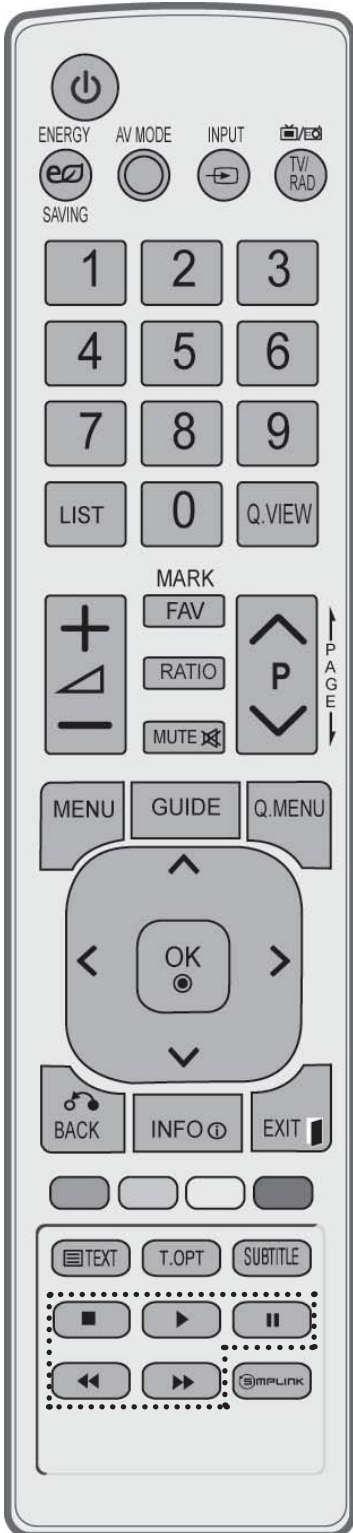 ENERGY AV MODE INPUT
TV/
RAD
SAVING
1 2 3
4 5 6
7 8 9
LIST 0 Q.VIEW
MARK
FAV
RATIO
P
PAGE
MUTE
MENU GUIDE Q.MENU
OK
BACK INFO EXIT
TEXT T.OPT SUBTITLE
SIMPLINK